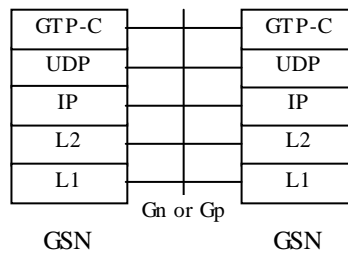 GTP-C GTP-C
UDP UDP
IP IP
L2 L2
L1 L1
Gn or Gp
GSN GSN